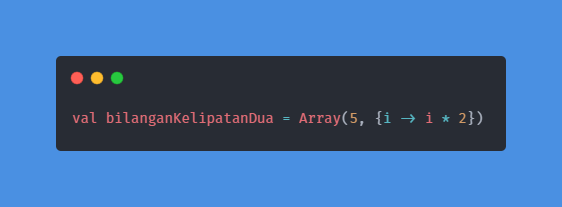 val bilanganKelipatanDua = Array(5, {i -> i * 2})